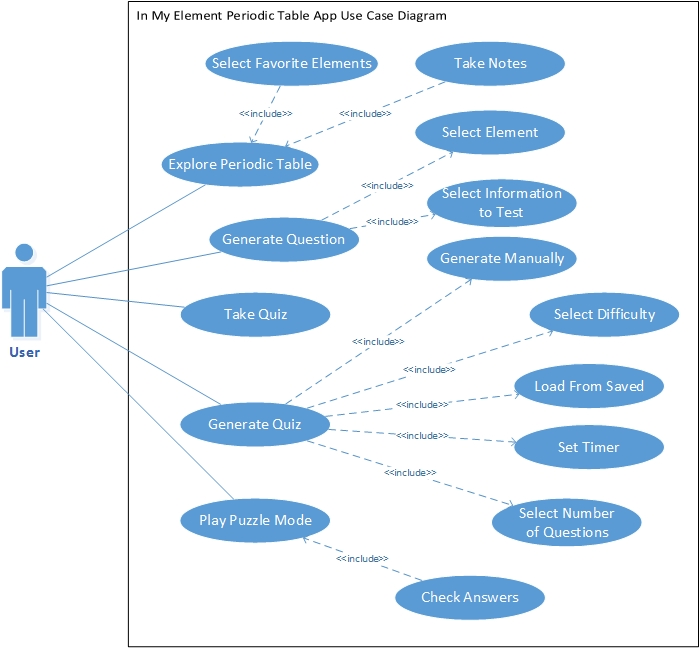 In My Element Periodic Table App Use Case Diagram
Select Favorite Elements
Take Notes
<<include>>
<<include>>
Select Element
Explore Periodic Table
<<include>>
Select Information
to Test
<<include>>
Generate Question
Generate Manually
Take Quiz
Select Difficulty
<<include>>
User
<<include>>
Load From Saved
<<include>>
Generate Quiz
<<include>>
Set Timer
<<include>>
Select Number
of Questions
Play Puzzle Mode
<<include>>
Check Answers